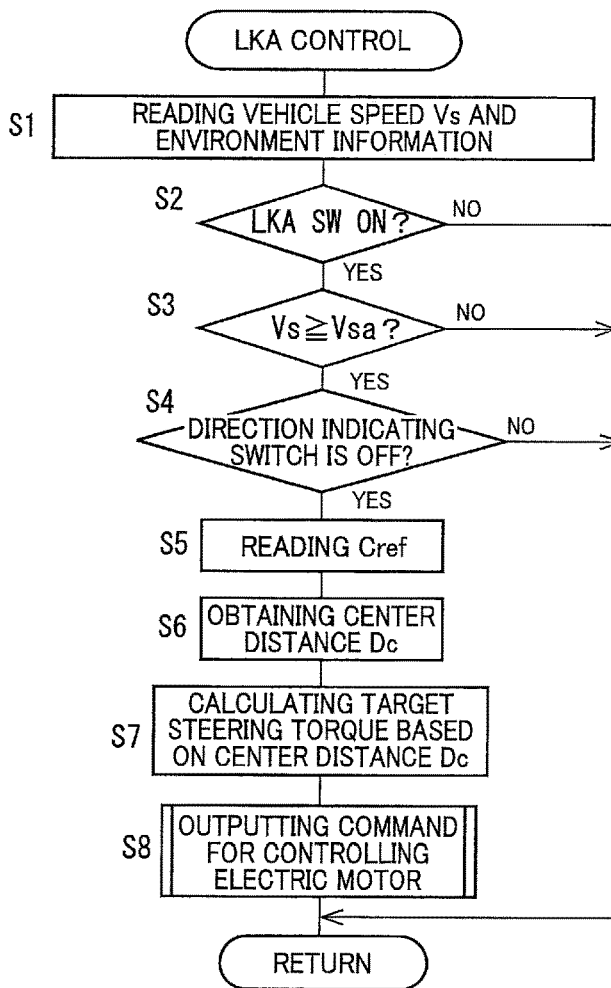 LKA CONTROL
S1
READING VEHICLE SPEED Vs AND
ENVIRONMENT INFORMATION
S2
LKA SW ON?
NO
YES
S3
Vs≧Vsa?
NO
YES
S4
DIRECTION INDICATING
SWITCH IS OFF?
NO
YES
S5
READING Cref
S6
OBTAINING CENTER
DISTANCE Dc
S7
CALCULATING TARGET
STEERING TORQUE BASED
ON CENTER DISTANCE Dc
S8
OUTPUTTING COMMAND
FOR CONTROLLING
ELECTRIC MOTOR
RETURN